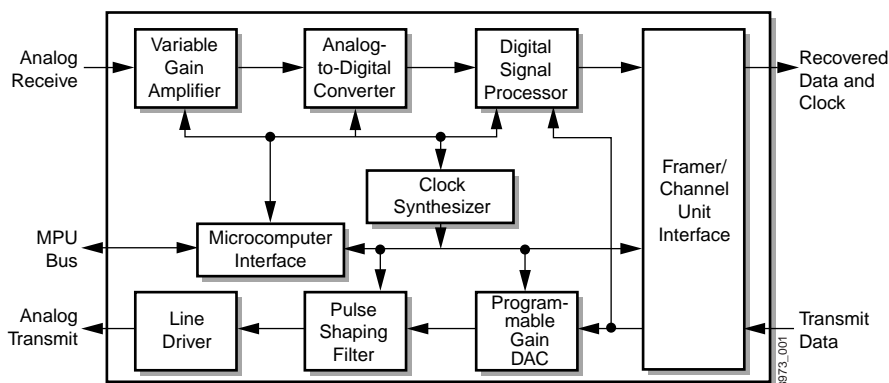 Analog
Receive
Variable
Gain
Amplifier
Analog-
to-Digital
Converter
Digital
Signal
Processor
Recovered
Data and
Clock
Framer/
Channel
Unit
Interface
Clock
Synthesizer
MPU
Bus
Microcomputer
Interface
Analog
Transmit
Line
Driver
Pulse
Shaping
Filter
Program-
mable
Gain
DAC
Transmit
Data